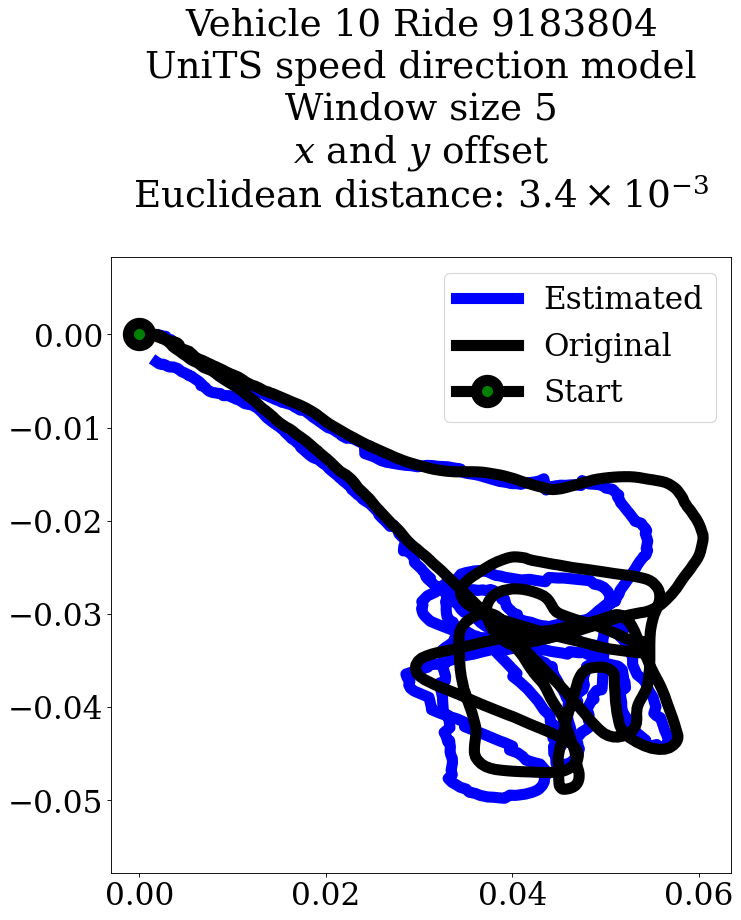 Vehicle 10 Ride 9183804
UniTS speed direction model
Window size 5
x and y offset
Euclidean distance: 3.4 × 10⁻³
Estimated
Original
Start
0.00
−0.01
−0.02
−0.03
−0.04
−0.05
0.00 0.02 0.04 0.06